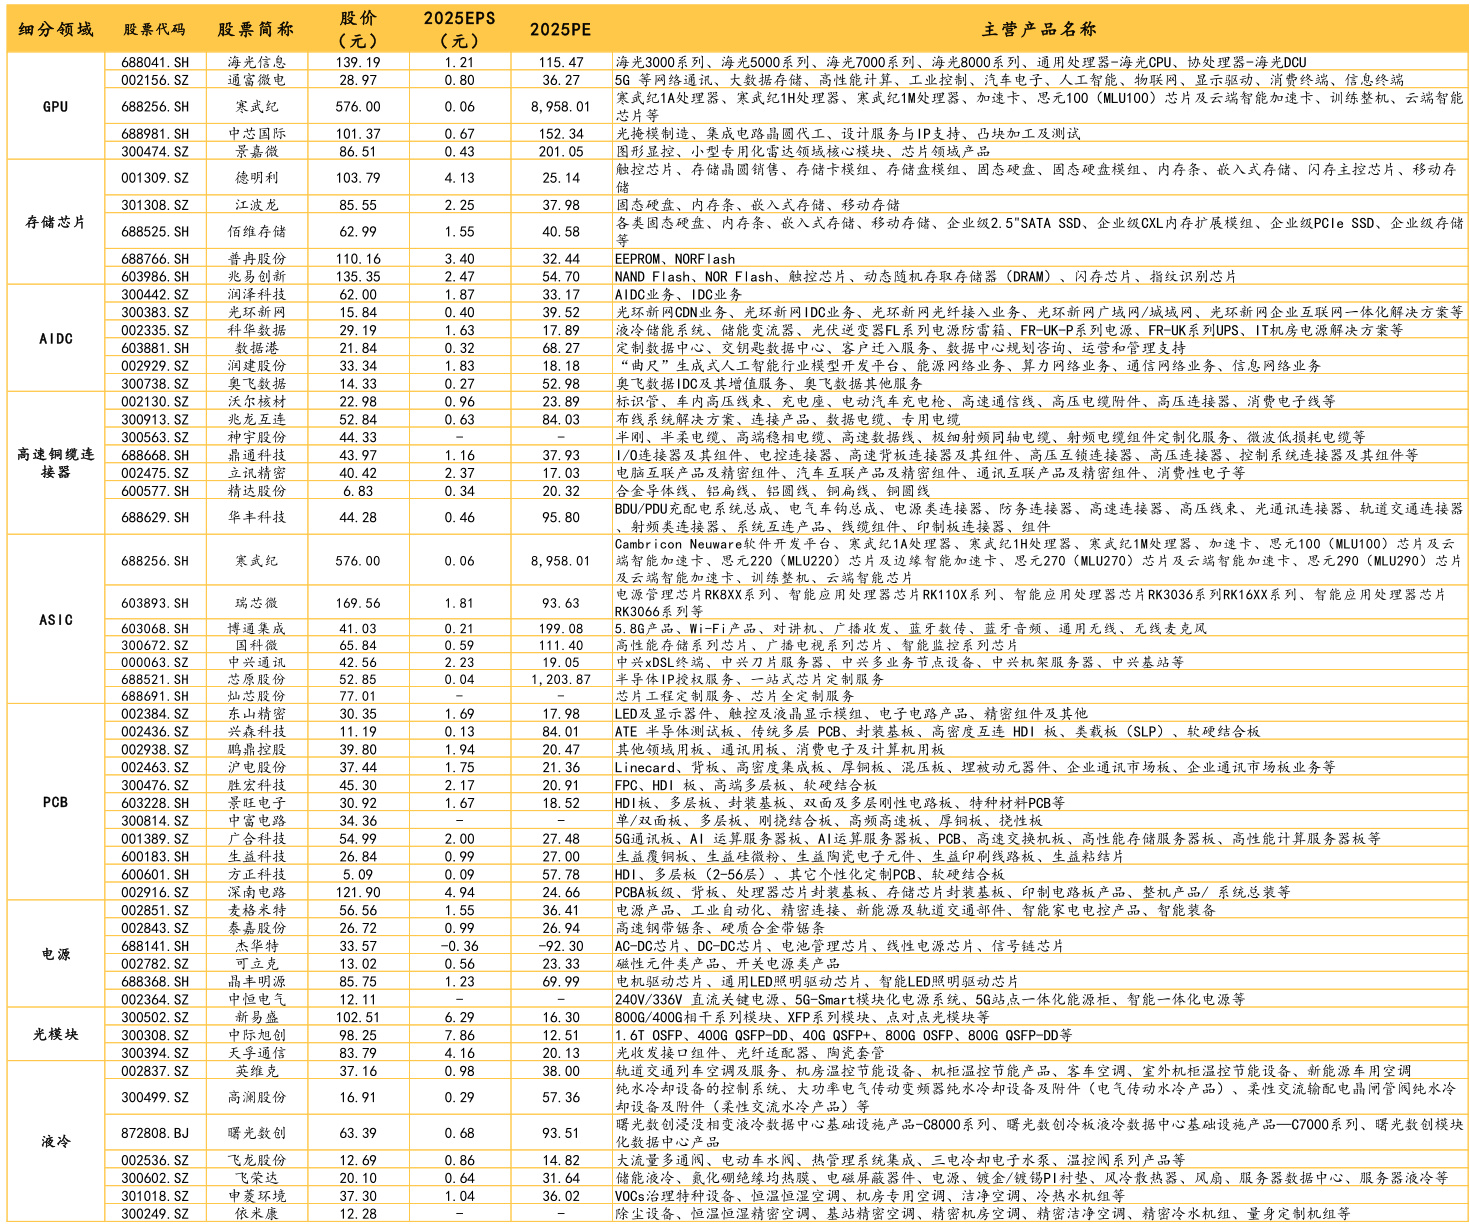 细分领域 股票代码 股票简称 股价（元） 2025EPS（元） 2025PE 主营产品名称
GPU
688041.SH 海光信息 139.19 1.21 115.47 海光3000系列、海光5000系列、海光7000系列、海光8000系列、通用处理器-海光CPU、协处理器-海光DCU
002156.SZ 通富微电 28.97 0.80 36.27 5G 等网络通讯、大数据存储、高性能计算、工业控制、汽车电子、人工智能、物联网、显示驱动、消费终端、信息终端
688256.SH 寒武纪 576.00 0.06 8,958.01 寒武纪1A处理器、寒武纪1H处理器、寒武纪1M处理器、加速卡、思元100（MLU100）芯片及云端智能加速卡、训练整机、云端智能
芯片等
688981.SH 中芯国际 101.37 0.67 152.34 光掩模制造、集成电路晶圆代工、设计服务与IP支持、凸块加工及测试
300474.SZ 景嘉微 86.51 0.43 201.05 图形显控、小型专用化雷达领域核心模块、芯片领域产品
存储芯片
001309.SZ 德明利 103.79 4.13 25.14 触控芯片、存储晶圆销售、存储卡模组、存储盘模组、固态硬盘、固态硬盘模组、内存条、嵌入式存储、闪存主控芯片、移动存
储
301308.SZ 江波龙 85.55 2.25 37.98 固态硬盘、内存条、嵌入式存储、移动存储
688525.SH 佰维存储 62.99 1.55 40.58 各类固态硬盘、内存条、嵌入式存储、移动存储、企业级2.5"SATA SSD、企业级CXL内存扩展模组、企业级PCIe SSD、企业级存储
等
688766.SH 普冉股份 110.16 3.40 32.44 EEPROM、NORFlash
603986.SH 兆易创新 135.35 2.47 54.70 NAND Flash、NOR Flash、触控芯片、动态随机存取存储器（DRAM）、闪存芯片、指纹识别芯片
AIDC
300442.SZ 润泽科技 62.00 1.87 33.17 AIDC业务、IDC业务
300383.SZ 光环新网 15.84 0.40 39.52 光环新网CDN业务、光环新网IDC业务、光环新网光纤接入业务、光环新网广域网/城域网、光环新网企业互联网一体化解决方案等
002335.SZ 科华数据 29.19 1.63 17.89 液冷储能系统、储能变流器、光伏逆变器FL系列电源防雷箱、FR-UK-P系列电源、FR-UK系列UPS、IT机房电源解决方案等
603881.SH 数据港 21.84 0.32 68.27 定制数据中心、交钥匙数据中心、客户迁入服务、数据中心规划咨询、运营和管理支持
002929.SZ 润建股份 33.34 1.83 18.18 “曲尺”生成式人工智能行业模型开发平台、能源网络业务、算力网络业务、通信网络业务、信息网络业务
300738.SZ 奥飞数据 14.33 0.27 52.98 奥飞数据IDC及其增值服务、奥飞数据其他服务
高速铜缆连接器
002130.SZ 沃尔核材 22.98 0.96 23.89 标识管、车内高压线束、充电座、电动汽车充电枪、高速通信线、高压电缆附件、高压连接器、消费电子线等
300913.SZ 兆龙互连 52.84 0.63 84.03 布线系统解决方案、连接产品、数据电缆、专用电缆
300563.SZ 神宇股份 44.33 - - 半刚、半柔电缆、高端稳相电缆、高速数据线、极细射频同轴电缆、射频电缆组件定制化服务、微波低损耗电缆等
688668.SH 鼎通科技 43.97 1.16 37.93 I/O连接器及其组件、电控连接器、高速背板连接器及其组件、高压互锁连接器、高压连接器、控制系统连接器及其组件等
002475.SZ 立讯精密 40.42 2.37 17.03 电脑互联产品及精密组件、汽车互联产品及精密组件、通讯互联产品及精密组件、消费性电子等
600577.SH 精达股份 6.83 0.34 20.32 合金导体线、铝扁线、铝圆线、铜扁线、铜圆线
688629.SH 华丰科技 44.28 0.46 95.80 BDU/PDU充配电系统总成、电气车钩总成、电源类连接器、防务连接器、高速连接器、高压线束、光通讯连接器、轨道交通连接器
、射频类连接器、系统互连产品、线缆组件、印制板连接器、组件
ASIC
688256.SH 寒武纪 576.00 0.06 8,958.01 Cambricon Neuware软件开发平台、寒武纪1A处理器、寒武纪1H处理器、寒武纪1M处理器、加速卡、思元100（MLU100）芯片及云
端智能加速卡、思元220（MLU220）芯片及边缘智能加速卡、思元270（MLU270）芯片及云端智能加速卡、思元290（MLU290）芯片
及云端智能加速卡、训练整机、云端智能芯片
603893.SH 瑞芯微 169.56 1.81 93.63 电源管理芯片RK8XX系列、智能应用处理器芯片RK110X系列、智能应用处理器芯片RK3036系列RK16XX系列、智能应用处理器芯片
RK3066系列等
603068.SH 博通集成 41.03 0.21 199.08 5.8G产品、Wi-Fi产品、对讲机、广播收发、蓝牙数传、蓝牙音频、通用无线、无线麦克风
300672.SZ 国科微 65.84 0.59 111.40 高性能存储系列芯片、广播电视系列芯片、智能监控系列芯片
000063.SZ 中兴通讯 42.56 2.23 19.05 中兴xDSL终端、中兴刀片服务器、中兴多业务节点设备、中兴机架服务器、中兴基站等
688521.SH 芯原股份 52.85 0.04 1,203.87 半导体IP授权服务、一站式芯片定制服务
688691.SH 灿芯股份 77.01 - - 芯片工程定制服务、芯片全定制服务
PCB
002384.SZ 东山精密 30.35 1.69 17.98 LED及显示器件、触控及液晶显示模组、电子电路产品、精密组件及其他
002436.SZ 兴森科技 11.19 0.13 84.01 ATE 半导体测试板、传统多层 PCB、封装基板、高密度互连 HDI 板、类载板（SLP）、软硬结合板
002938.SZ 鹏鼎控股 39.80 1.94 20.47 其他领域用板、通讯用板、消费电子及计算机用板
002463.SZ 沪电股份 37.44 1.75 21.36 Linecard、背板、高密度集成板、厚铜板、混压板、埋被动元器件、企业通讯市场板、企业通讯市场板业务等
300476.SZ 胜宏科技 45.30 2.17 20.91 FPC、HDI 板、高端多层板、软硬结合板
603228.SH 景旺电子 30.92 1.67 18.52 HDI板、多层板、封装基板、双面及多层刚性电路板、特种材料PCB等
300814.SZ 中富电路 34.36 - - 单/双面板、多层板、刚挠结合板、高频高速板、厚铜板、挠性板
001389.SZ 广合科技 54.99 2.00 27.48 5G通讯板、AI 运算服务器板、AI运算服务器板、PCB、高速交换机板、高性能存储服务器板、高性能计算服务器板等
600183.SH 生益科技 26.84 0.99 27.00 生益覆铜板、生益硅微粉、生益陶瓷电子元件、生益印刷线路板、生益粘结片
600601.SH 方正科技 5.09 0.09 57.78 HDI、多层板（2-56层）、其它个性化定制PCB、软硬结合板
002916.SZ 深南电路 121.90 4.94 24.66 PCBA板级、背板、处理器芯片封装基板、存储芯片封装基板、印制电路板产品、整机产品/ 系统总装等
电源
002851.SZ 麦格米特 56.56 1.55 36.41 电源产品、工业自动化、精密连接、新能源及轨道交通部件、智能家电电控产品、智能装备
002843.SZ 泰嘉股份 26.72 0.99 26.94 高速钢带锯条、硬质合金带锯条
688141.SH 杰华特 33.57 -0.36 -92.30 AC-DC芯片、DC-DC芯片、电池管理芯片、线性电源芯片、信号链芯片
002782.SZ 可立克 13.02 0.56 23.33 磁性元件类产品、开关电源类产品
688368.SH 晶丰明源 85.75 1.23 69.99 电机驱动芯片、通用LED照明驱动芯片、智能LED照明驱动芯片
002364.SZ 中恒电气 12.11 - - 240V/336V 直流关键电源、5G-Smart模块化电源系统、5G站点一体化能源柜、智能一体化电源等
光模块
300502.SZ 新易盛 102.51 6.29 16.30 800G/400G相干系列模块、XFP系列模块、点对点光模块等
300308.SZ 中际旭创 98.25 7.86 12.51 1.6T OSFP、400G QSFP-DD、40G QSFP+、800G OSFP、800G QSFP-DD等
300394.SZ 天孚通信 83.79 4.16 20.13 光收发接口组件、光纤适配器、陶瓷套管
液冷
002837.SZ 英维克 37.16 0.98 38.00 轨道交通列车空调及服务、机房温控节能设备、机柜温控节能产品、客车空调、室外机柜温控节能设备、新能源车用空调
300499.SZ 高澜股份 16.91 0.29 57.36 纯水冷却设备的控制系统、大功率电气传动变频器纯水冷却设备及附件（电气传动水冷产品）、柔性交流输配电晶闸管阀纯水冷
却设备及附件（柔性交流水冷产品）等
872808.BJ 曙光数创 63.39 0.68 93.51 曙光数创浸没相变液冷数据中心基础设施产品-C8000系列、曙光数创冷板液冷数据中心基础设施产品—C7000系列、曙光数创模块
化数据中心产品
002536.SZ 飞龙股份 12.69 0.86 14.82 大流量多通阀、电动车水阀、热管理系统集成、三电冷却电子水泵、温控阀系列产品等
300602.SZ 飞荣达 20.10 0.64 31.64 储能液冷、氮化硼绝缘均热膜、电磁屏蔽器件、电源、镀金/镀锡PI衬垫、风冷散热器、风扇、服务器数据中心、服务器液冷等
301018.SZ 申菱环境 37.30 1.04 36.02 VOCs治理特种设备、恒温恒湿空调、机房专用空调、洁净空调、冷热水机组等
300249.SZ 依米康 12.28 - - 除尘设备、恒温恒湿精密空调、基站精密空调、精密机房空调、精密洁净空调、精密冷水机组、量身定制机组等